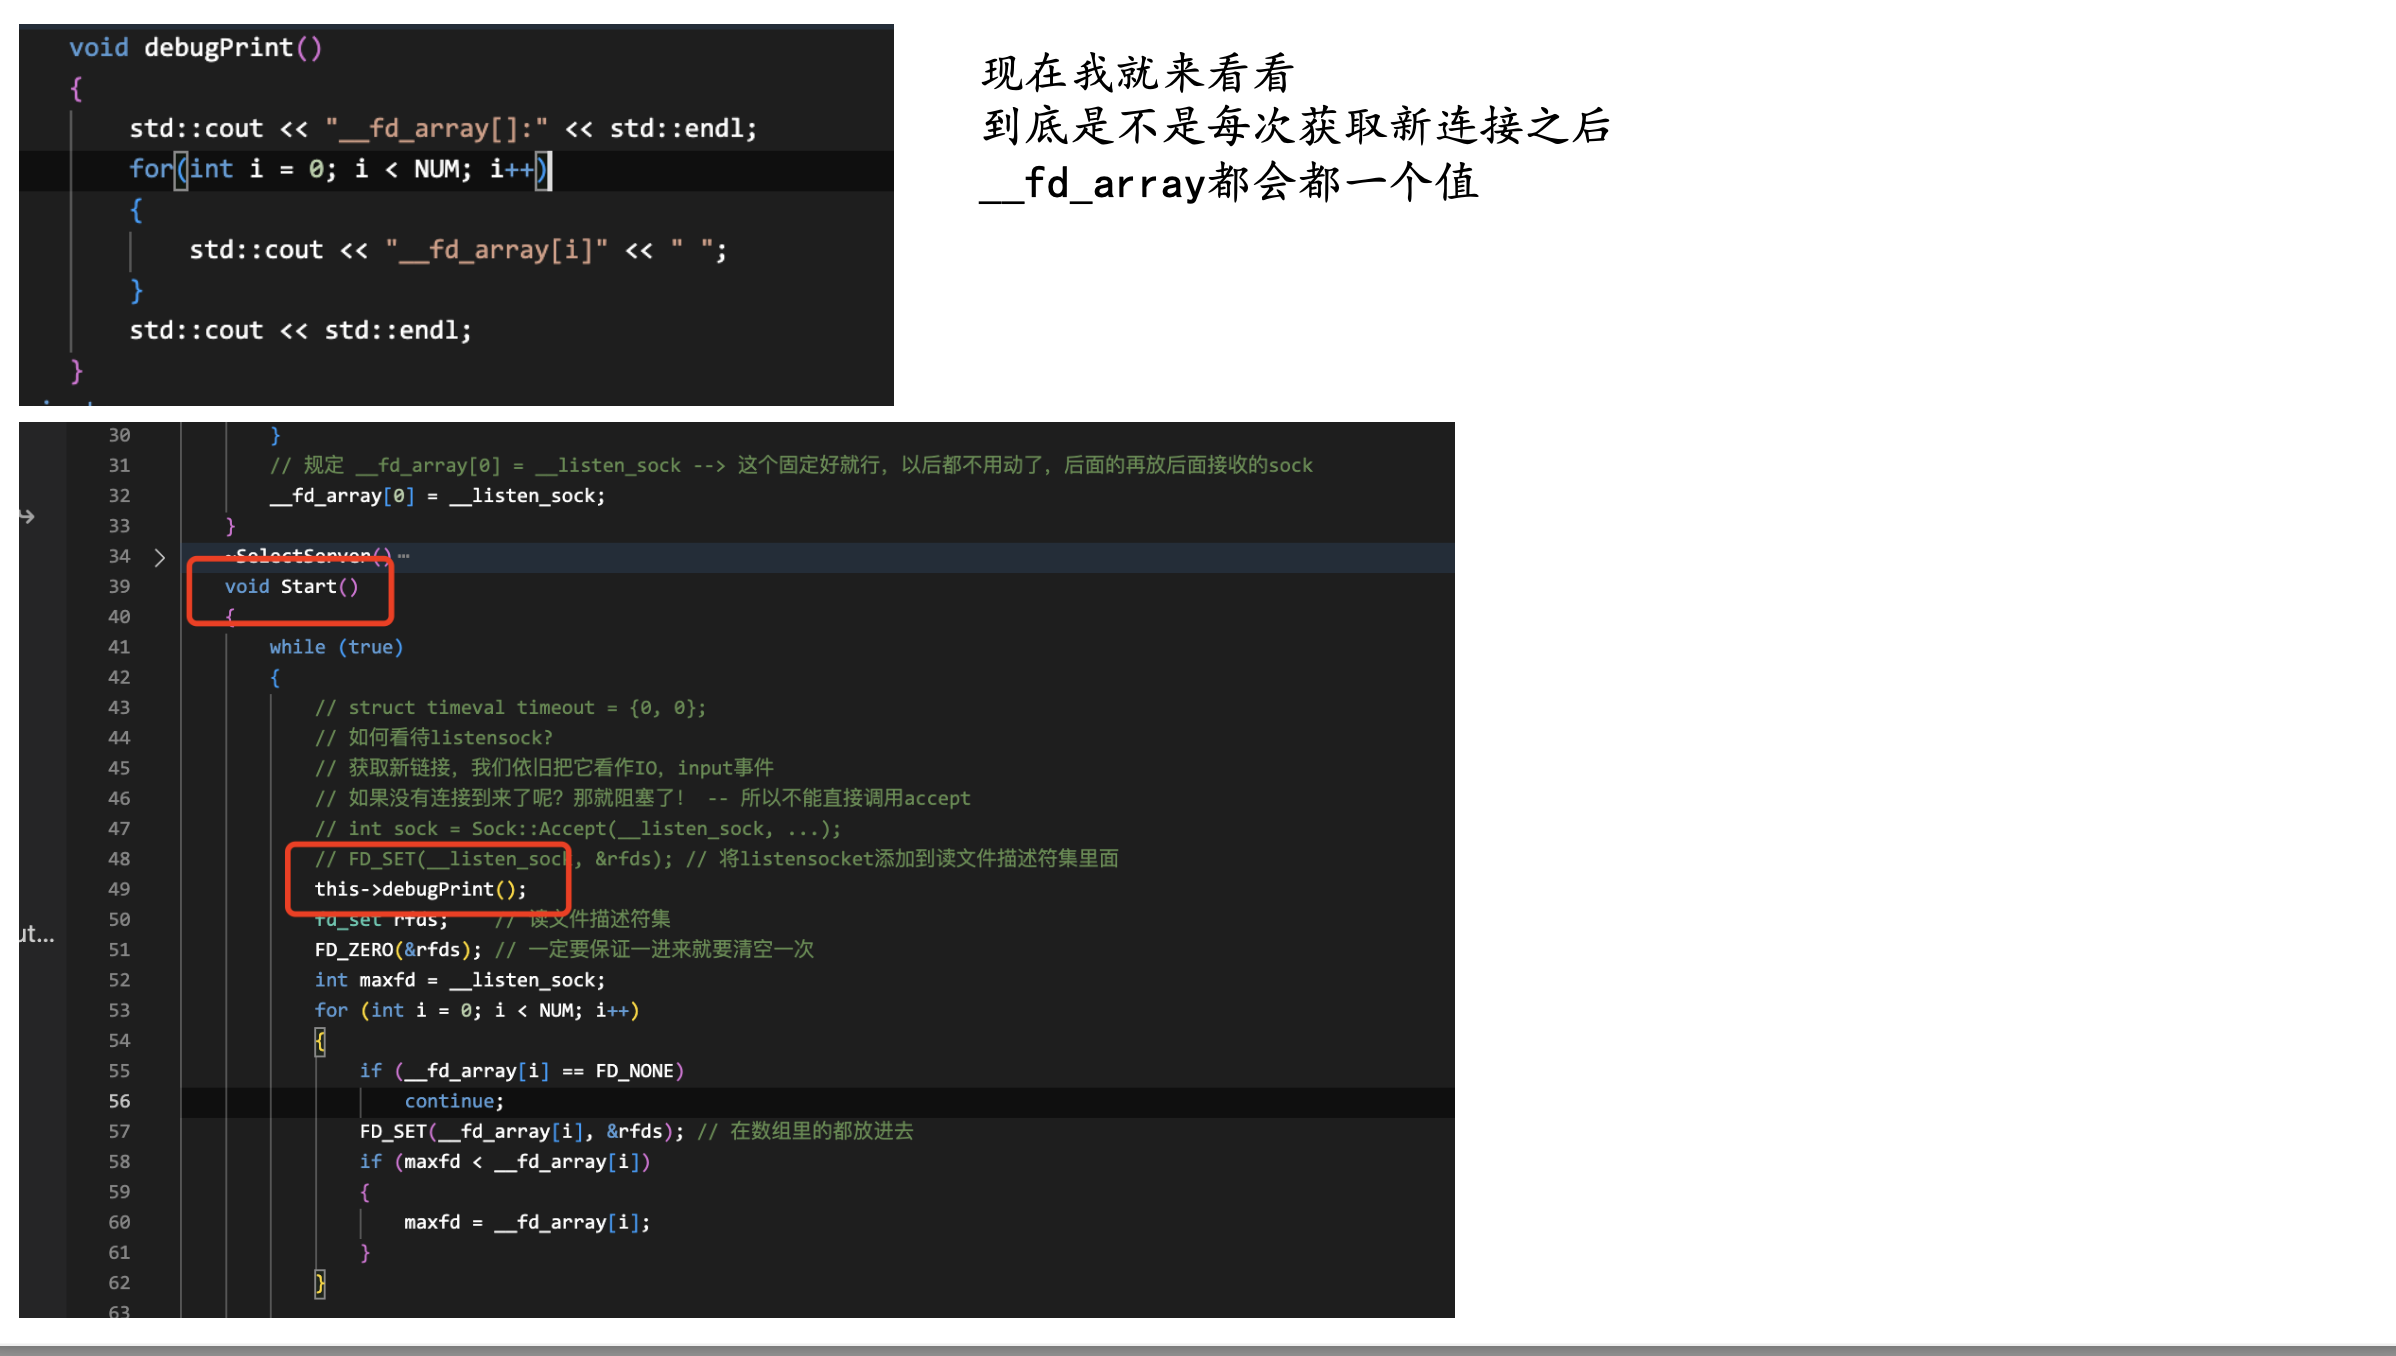 void debugPrint()
{
std::cout << "__fd_array[]:" << std::endl;
for(int i = 0; i < NUM; i++)
{
std::cout << "__fd_array[i]" << " ";
}
std::cout << std::endl;
}
现在我就来看看
到底是不是每次获取新连接之后
__fd_array都会都一个值
30 }
31 // 规定 __fd_array[0] = __listen_sock --> 这个固定好就行，以后都不用动了，后面的再放后面接收的sock
32 __fd_array[0] = __listen_sock;
33 }
34 ~SelectServer() ⋯
39 void Start()
40 {
41 while (true)
42 {
43 // struct timeval timeout = {0, 0};
44 // 如何看待listensock?
45 // 获取新链接，我们依旧把它看作IO，input事件
46 // 如果没有连接到来了呢？那就阻塞了！ -- 所以不能直接调用accept
47 // int sock = Sock::Accept(__listen_sock, ...);
48 // FD_SET(__listen_sock, &rfds); // 将listensocket添加到读文件描述符集里面
49 this->debugPrint();
50 fd_set rfds; // 读文件描述符集
51 FD_ZERO(&rfds); // 一定要保证一进来就要清空一次
52 int maxfd = __listen_sock;
53 for (int i = 0; i < NUM; i++)
54 {
55 if (__fd_array[i] == FD_NONE)
56 continue;
57 FD_SET(__fd_array[i], &rfds); // 在数组里的都放进去
58 if (maxfd < __fd_array[i])
59 {
60 maxfd = __fd_array[i];
61 }
62 }
63
ut...